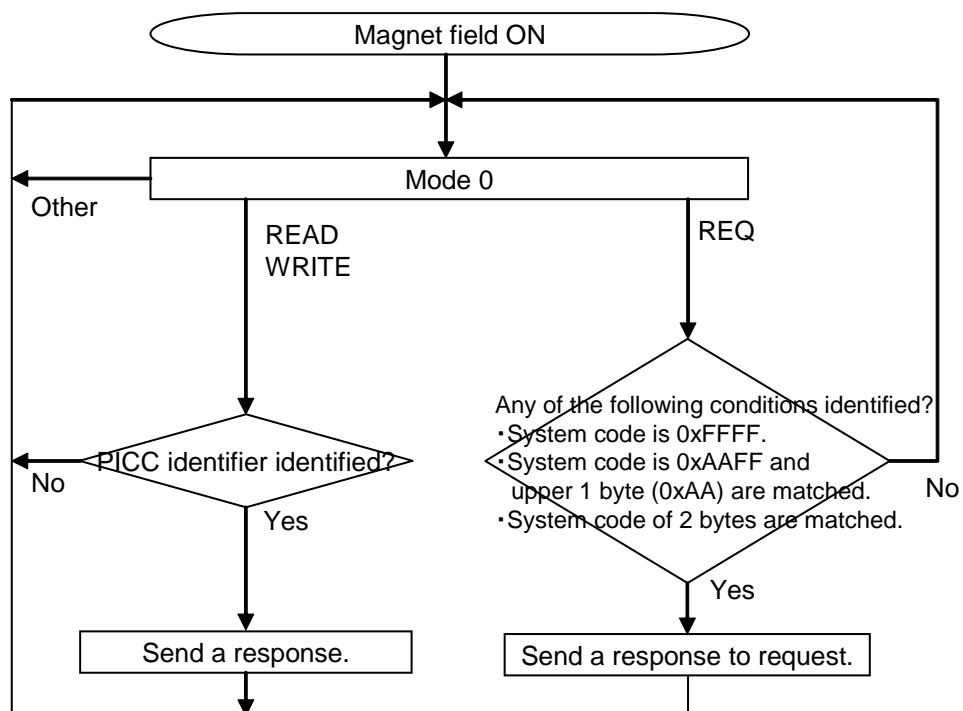 Magnet field ON
Mode 0
Other
READ
WRITE
REQ
Any of the following conditions identified?
・System code is 0xFFFF.
・System code is 0xAAFF and
upper 1 byte (0xAA) are matched.
・System code of 2 bytes are matched.
PICC identifier identified?
No
No
Yes
Yes
Send a response.
Send a response to request.